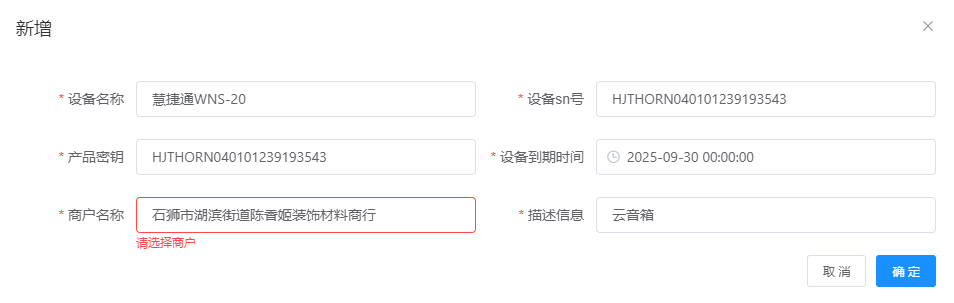 新增
* 设备名称 慧捷通WNS-20 * 设备sn号 HJTHORN040101239193543
* 产品密钥 HJTHORN040101239193543 * 设备到期时间 2025-09-30 00:00:00
* 商户名称 石狮市湖滨街道陈香姬装饰材料商行 * 描述信息 云音箱
请选择商户
取消 确定